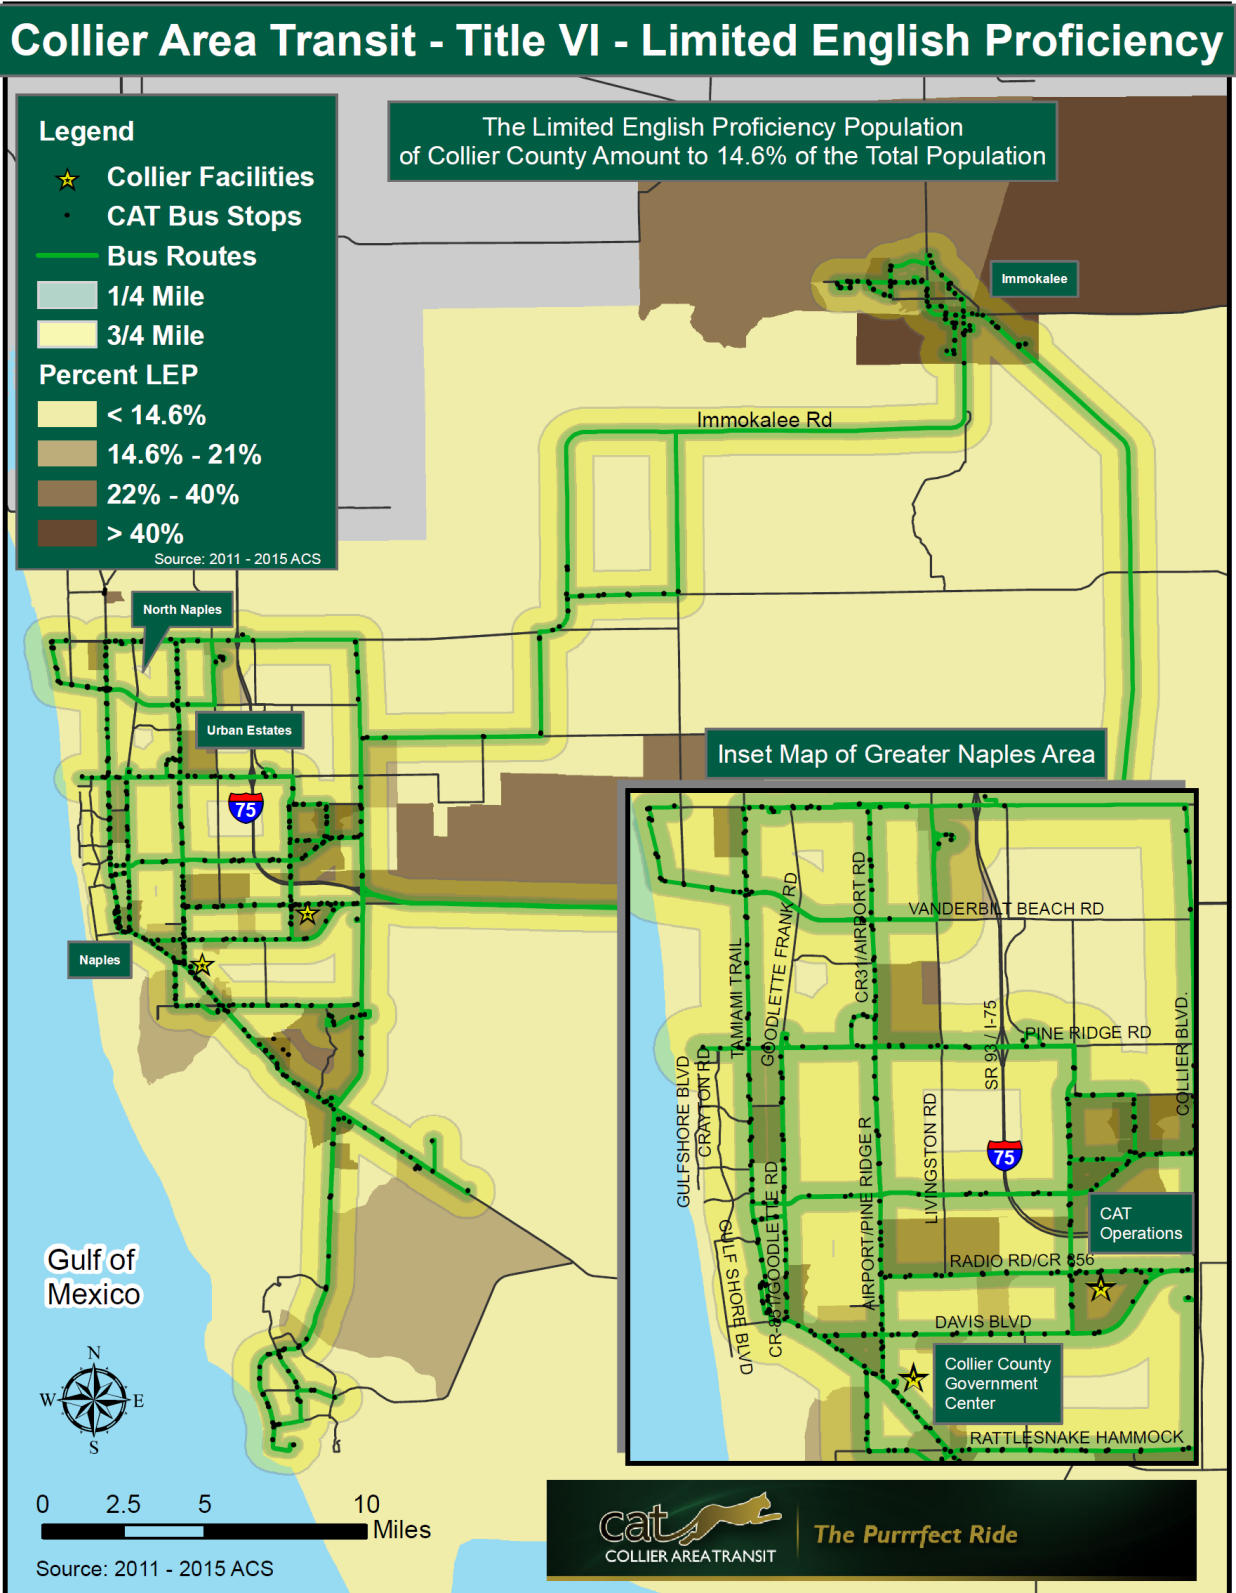 Collier Area Transit - Title VI - Limited English Proficiency
Legend
Collier Facilities
CAT Bus Stops
Bus Routes
1/4 Mile
3/4 Mile
Percent LEP
< 14.6%
14.6% - 21%
22% - 40%
> 40%
Source: 2011 - 2015 ACS
The Limited English Proficiency Population
of Collier County Amount to 14.6% of the Total Population
Immokalee
Immokalee Rd
North Naples
Urban Estates
75
Naples
Inset Map of Greater Naples Area
VANDERBILT BEACH RD
TAMIAMI TRAIL
GOODLETTE FRANK RD
CR31/AIRPORT RD
SR 93 / I-75
PINE RIDGE RD
COLLIER BLVD.
GULFSHORE BLVD
CRAYTON RD
LIVINGSTON RD
AIRPORT/PINE RIDGE R
75
CR-851/GOODLETTE RD
GULF SHORE BLVD
CAT
Operations
RADIO RD/CR 856
DAVIS BLVD
Collier County
Government
Center
RATTLESNAKE HAMMOCK
Gulf of
Mexico
N
W
E
S
0 2.5 5 10
Miles
Source: 2011 - 2015 ACS
cat
COLLIER AREA TRANSIT
The Purrrfect Ride